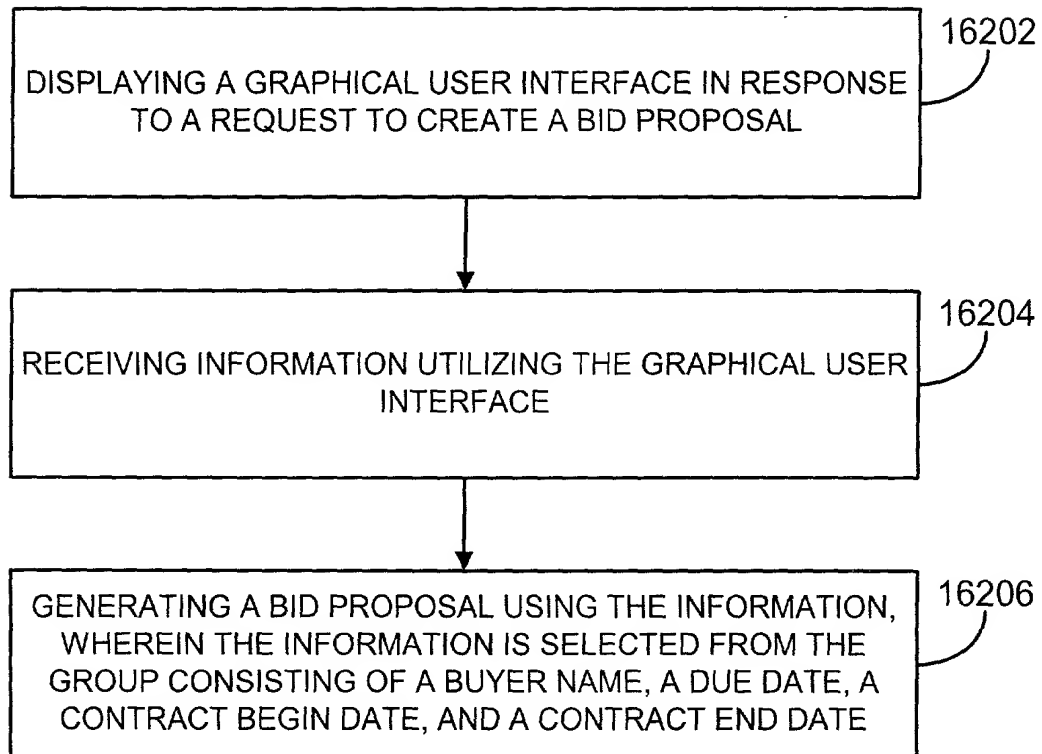 16202
DISPLAYING A GRAPHICAL USER INTERFACE IN RESPONSE
TO A REQUEST TO CREATE A BID PROPOSAL
16204
RECEIVING INFORMATION UTILIZING THE GRAPHICAL USER
INTERFACE
16206
GENERATING A BID PROPOSAL USING THE INFORMATION,
WHEREIN THE INFORMATION IS SELECTED FROM THE
GROUP CONSISTING OF A BUYER NAME, A DUE DATE, A
CONTRACT BEGIN DATE, AND A CONTRACT END DATE